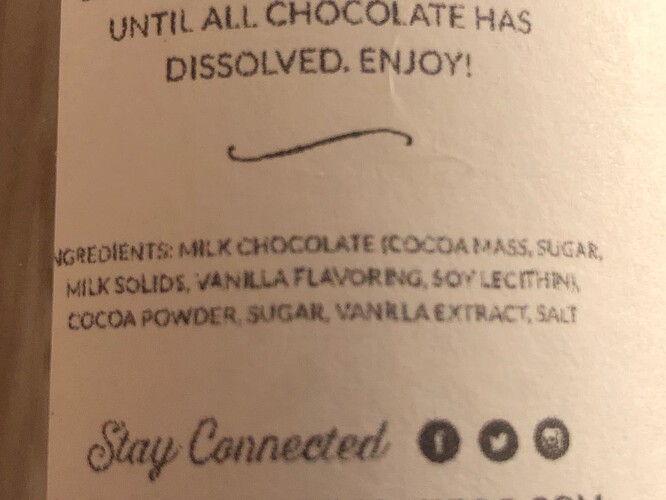 UNTIL ALL CHOCOLATE HAS
DISSOLVED. ENJOY!
NGREDIENTS: MILK CHOCOLATE (COCOA MASS, SUGAR,
MILK SOLIDS, VANILLA FLAVORING, SOY LECITHIN),
COCOA POWDER, SUGAR, VANILLA EXTRACT, SALT
Stay Connected